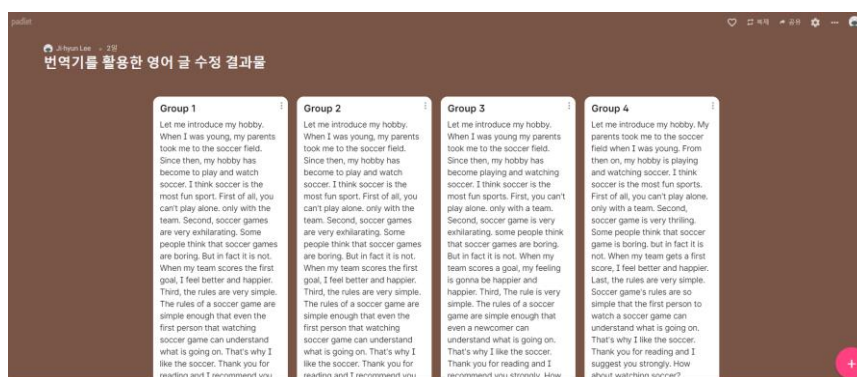 padlet
복제
공유
Ji-hyun Lee
2월
번역기를 활용한 영어 글 수정 결과물
Group 1
Let me introduce my hobby.
When I was young, my parents
took me to the soccer field.
Since then, my hobby has
become to play and watch
soccer. I think soccer is the
most fun sport. First of all, you
can't play alone. only with the
team. Second, soccer games
are very exhilarating. Some
people think that soccer games
are boring. But in fact it is not.
When my team scores the first
goal, I feel better and happier.
Third, the rules are very simple.
The rules of a soccer game are
simple enough that even the
first person that watching
soccer game can understand
what is going on. That's why I
like the soccer. Thank you for
reading and I recommend you
Group 2
Let me introduce my hobby.
When I was young, my parents
took me to the soccer field.
Since then, my hobby has
become to play and watch
soccer. I think soccer is the
most fun sport. First of all, you
can't play alone. only with the
team. Second, soccer games
are very exhilarating. Some
people think that soccer games
are boring. But in fact it is not.
When my team scores the first
goal, I feel better and happier.
Third, the rules are very simple.
The rules of a soccer game are
simple enough that even the
first person that watching
soccer game can understand
what is going on. That's why I
like the soccer. Thank you for
reading and I recommend you
Group 3
Let me introduce my hobby.
When I was young my parents
took me to the soccer field.
Since then, my hobby has
become playing and watching
soccer. I think soccer is the
most fun sports. First, you can't
play alone. only with a team.
Second, soccer game is very
exhilarating. some people think
that soccer games are boring.
But in fact it is not. When my
team scores a goal, my feeling
is gonna be happier and
happier. Third, The rule is very
simple. The rules of a soccer
game are simple enough that
even a newcomer can
understand what is going on.
That's why I like the soccer.
Thank you for reading and I
recommend you strongly. How
Group 4
Let me introduce my hobby. My
parents took me to the soccer
field when I was young. From
then on, my hobby is playing
and watching soccer. I think
soccer is the most fun sports.
First of all, you can't play alone.
only with a team. Second,
soccer game is very thriling.
Some people think that soccer
game is boring. but in fact it is
not. When my team gets a first
score, I feel better and happier.
Last, the rules are very simple.
Soccer game's rules are so
simple that the first person to
watch a soccer game can
understand what is going on.
That's why I like the soccer.
Thank you for reading and I
suggest you strongly. How
about watching soccer?